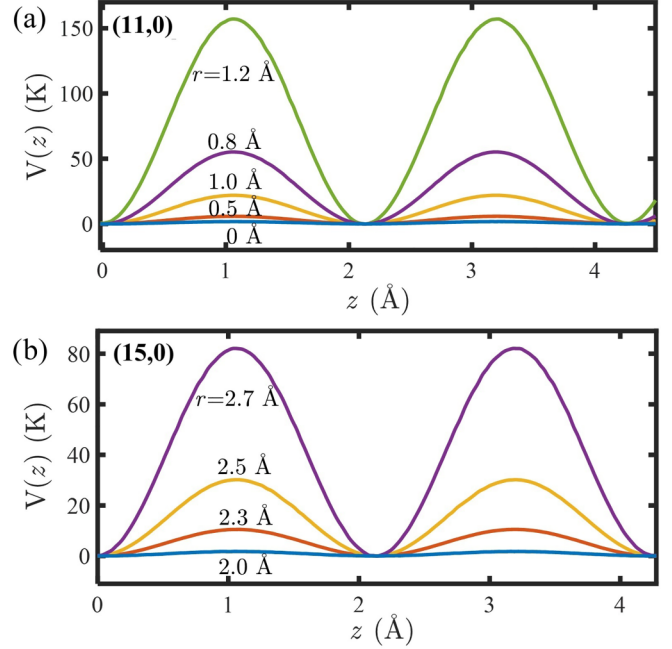 (a)
(11,0)
150
100
50
0
V(z) (K)
r=1.2 Å
0.8 Å
1.0 Å
0.5 Å
0 Å
0 1 2 3 4
z (Å)
(b)
(15,0)
80
60
40
20
0
V(z) (K)
r=2.7 Å
2.5 Å
2.3 Å
2.0 Å
0 1 2 3 4
z (Å)